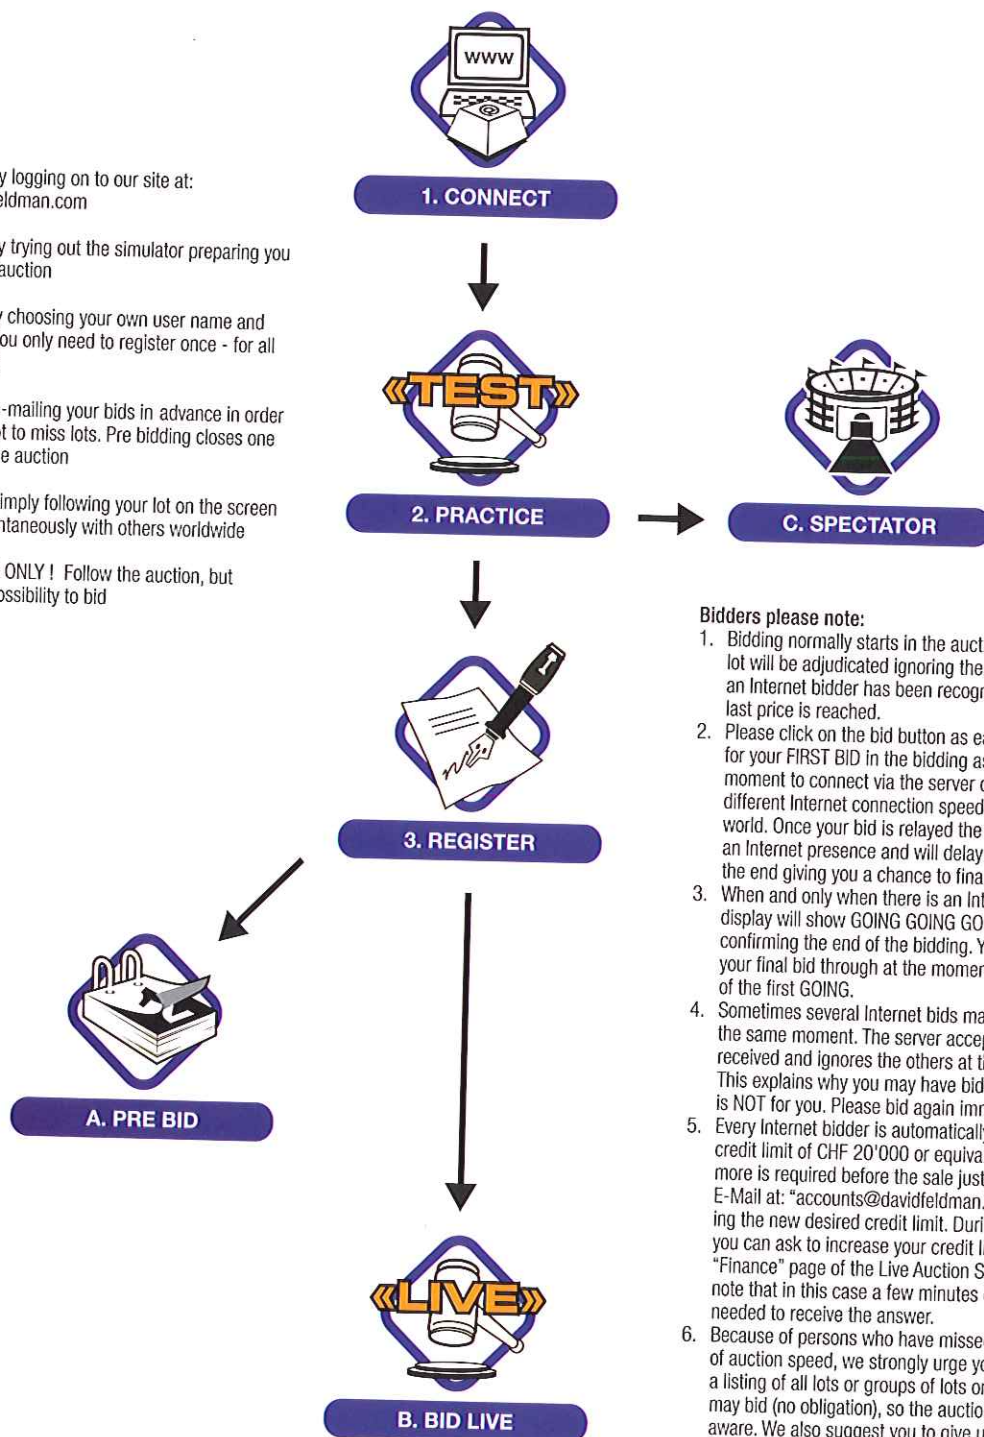 www
@
1. CONNECT
y logging on to our site at:
eldman.com
y trying out the simulator preparing you
auction
y choosing your own user name and
ou only need to register once - for all
-mailing your bids in advance in order
ot to miss lots. Pre bidding closes one
e auction
imply following your lot on the screen
ntaneously with others worldwide
ONLY ! Follow the auction, but
ossibility to bid
«TEST»
2. PRACTICE
C. SPECTATOR
3. REGISTER
A. PRE BID
«LIVE»
B. BID LIVE
Bidders please note:
1. Bidding normally starts in the auct
lot will be adjudicated ignoring the
an Internet bidder has been recogn
last price is reached.
2. Please click on the bid button as ea
for your FIRST BID in the bidding as
moment to connect via the server
different Internet connection speed
world. Once your bid is relayed the
an Internet presence and will delay
the end giving you a chance to fina
3. When and only when there is an Int
display will show GOING GOING GO
confirming the end of the bidding. Y
your final bid through at the momen
of the first GOING.
4. Sometimes several Internet bids ma
the same moment. The server accep
received and ignores the others at t
This explains why you may have bid
is NOT for you. Please bid again imr
5. Every Internet bidder is automatically
credit limit of CHF 20'000 or equiva
more is required before the sale just
E-Mail at: “accounts@davidfeldman.
ing the new desired credit limit. Duri
you can ask to increase your credit li
“Finance” page of the Live Auction S
note that in this case a few minutes
needed to receive the answer.
6. Because of persons who have misse
of auction speed, we strongly urge yo
a listing of all lots or groups of lots or
may bid (no obligation), so the auction
aware. We also suggest you to give u